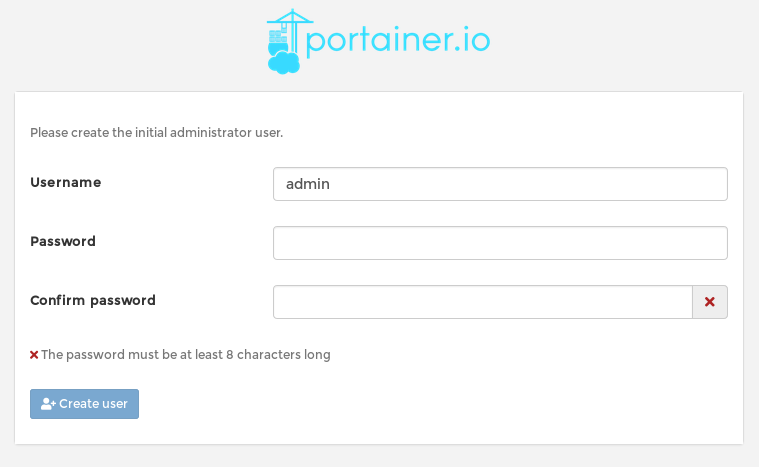 portainer.io
Please create the initial administrator user.
Username
admin
Password
Confirm password
The password must be at least 8 characters long
Create user